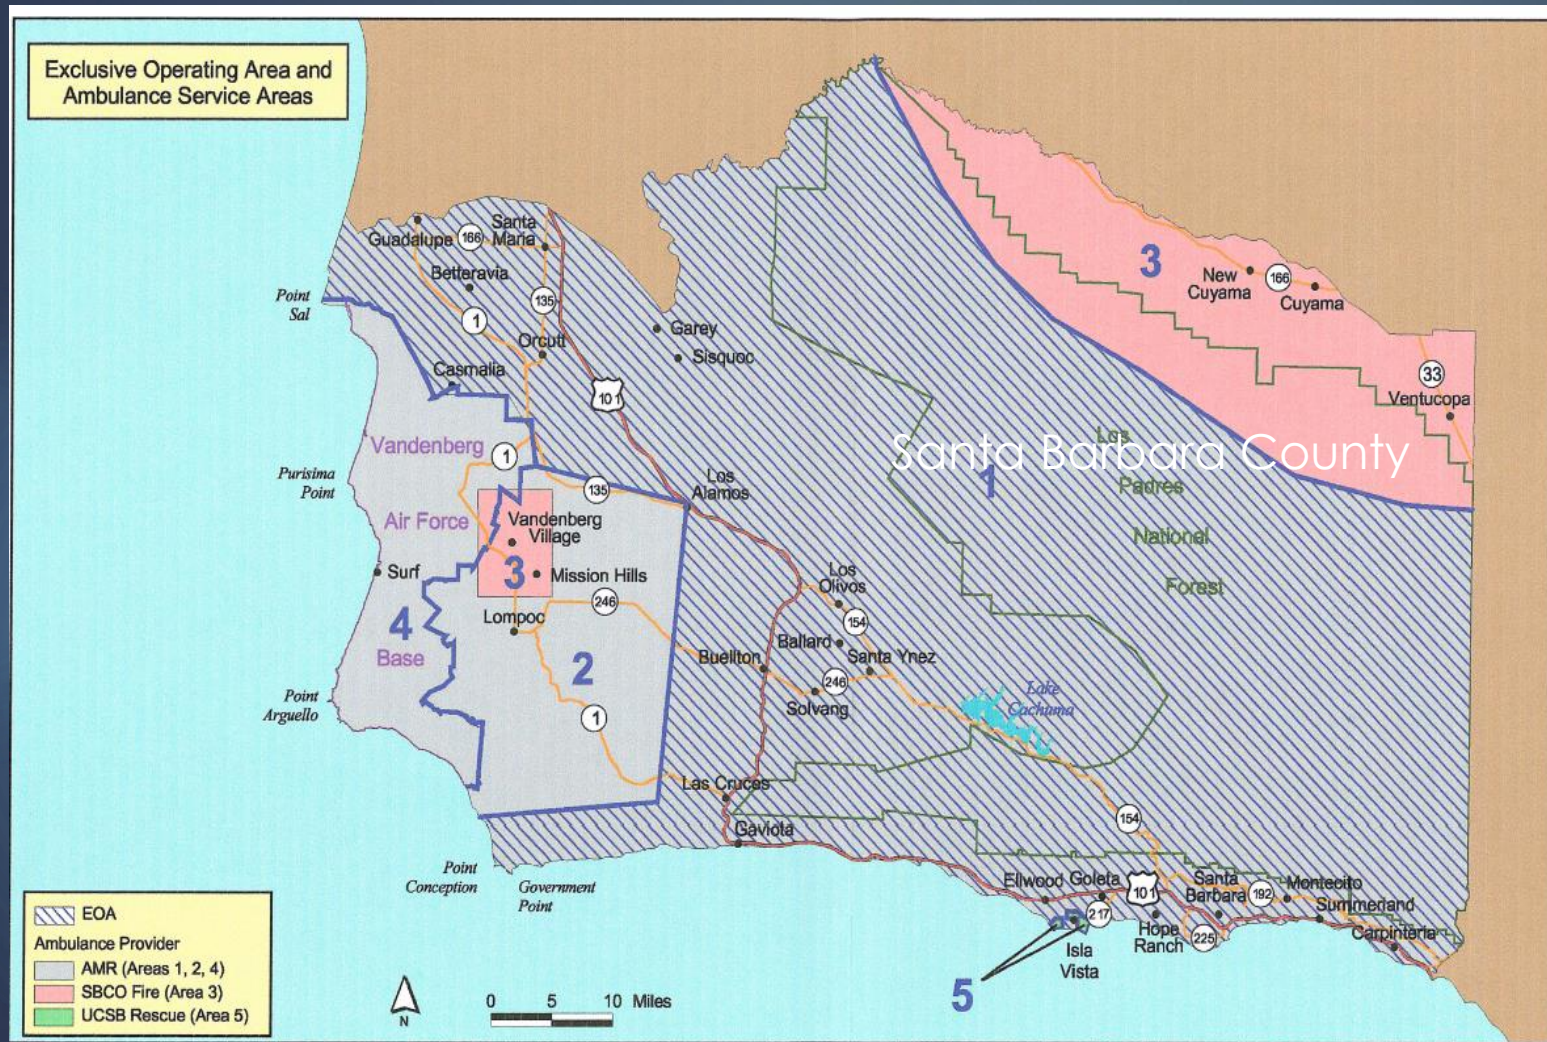 Exclusive Operating Area and
Ambulance Service Areas
Guadalupe
166
Santa
Maria
Betteravia
Point
Sal
135
1
Orcutt
Garey
Sisquoc
Casmalia
101
3
New
Cuyama
166
Cuyama
33
Ventucopa
Vandenberg
1
Purisima
Point
135
Los
Alamos
Santa Barbara County
Los
1
Padres
National
Forest
Air Force
Vandenberg
Village
Surf
3
Mission Hills
246
Lompoc
4
Base
2
Los
Olivos
154
Ballard
Santa Ynez
Buellton
246
Solvang
Point
Arguello
1
Lake
Cachuma
Las Cruces
Gaviota
154
Point
Conception
Government
Point
Ellwood
Goleta
101
Santa
Barbara
192
Montecito
Summerland
217
Hope
Ranch
225
Carpinteria
Isla
Vista
5
EOA
Ambulance Provider
AMR (Areas 1, 2, 4)
SBCO Fire (Area 3)
UCSB Rescue (Area 5)
N
0 5 10 Miles